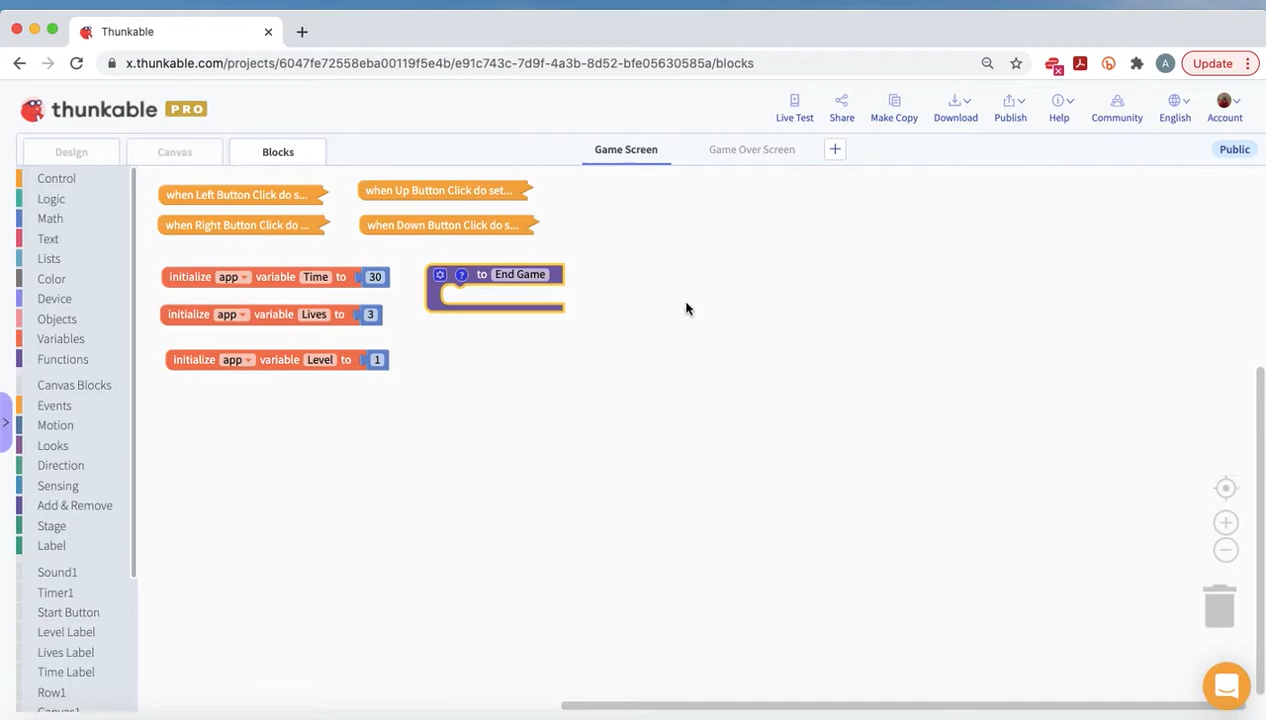 Thunkable
x.thunkable.com/projects/6047fe72558eba00119f5e4b/e91c743c-7d9f-4a3b-8d52-bfe05630585a/blocks
A
Update
thunkable PRO
Live Test
Share
Make Copy
Download
Publish
Help
Community
English
Account
Design
Canvas
Blocks
Game Screen
Game Over Screen
+
Public
Control
Logic
Math
Text
Lists
Color
Device
Objects
Variables
Functions
Canvas Blocks
Events
Motion
Looks
Direction
Sensing
Add & Remove
Stage
Label
Sound1
Timer1
Start Button
Level Label
Lives Label
Time Label
Row1
Canvas1
when Left Button Click do s...
when Up Button Click do set...
when Right Button Click do ...
when Down Button Click do s...
initialize app variable Time to 30
? to End Game
initialize app variable Lives to 3
initialize app variable Level to 1